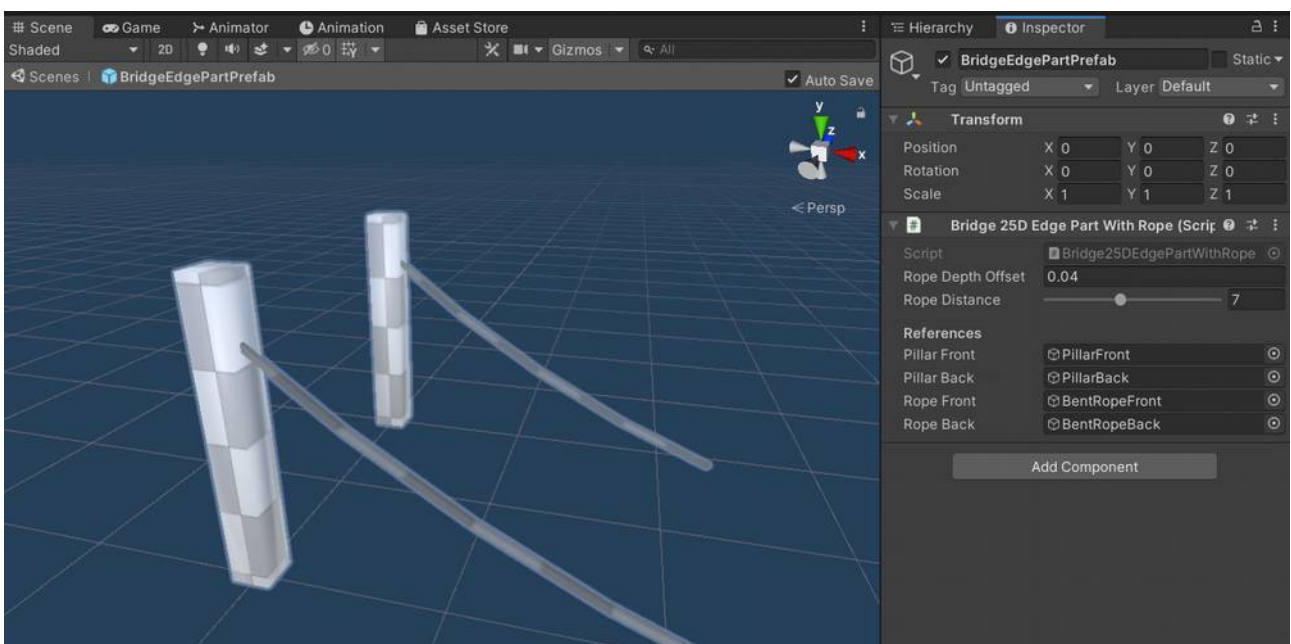 Scene Game Animator Animation Asset Store
Shaded 2D 0 Gizmos All
Scenes BridgeEdgePartPrefab Auto Save
y
z
x
Persp
Hierarchy Inspector
BridgeEdgePartPrefab Static
Tag Untagged Layer Default
Transform
Position X 0 Y 0 Z 0
Rotation X 0 Y 0 Z 0
Scale X 1 Y 1 Z 1
# Bridge 25D Edge Part With Rope (Scrip
Script Bridge25DEdgePartWithRope
Rope Depth Offset 0.04
Rope Distance 7
References
Pillar Front PillarFront
Pillar Back PillarBack
Rope Front BentRopeFront
Rope Back BentRopeBack
Add Component